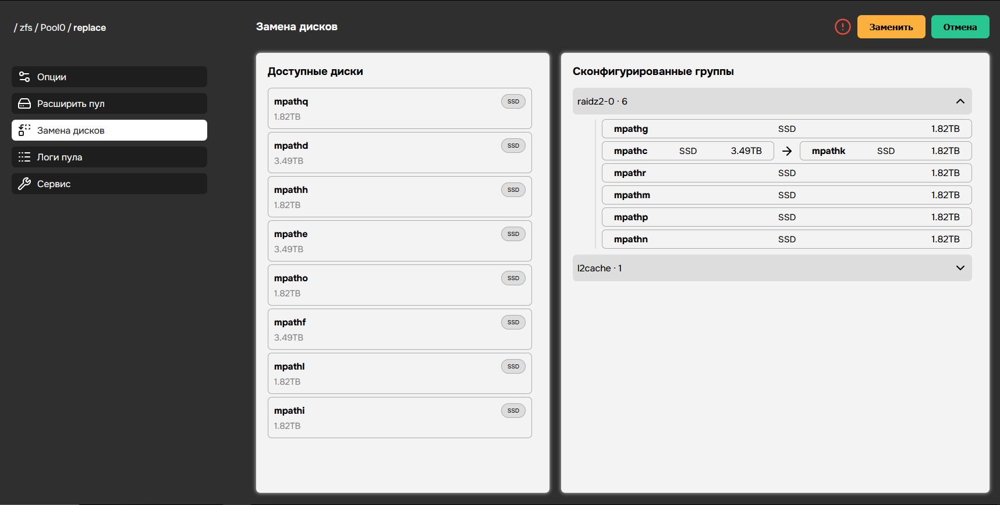 / zfs / Pool0 / replace
Опции
Расширить пул
Замена дисков
Логи пула
Сервис
Замена дисков
Заменить
Отмена
Доступные диски
mpathq SSD
1.82TB
mpathd SSD
3.49TB
mpathh SSD
1.82TB
mpathe SSD
3.49TB
mpatho SSD
1.82TB
mpathf SSD
3.49TB
mpathl SSD
1.82TB
mpathi SSD
1.82TB
Сконфигурированные группы
raidz2-0 · 6
mpathg SSD 1.82TB
mpathc SSD 3.49TB → mpathk SSD 1.82TB
mpathr SSD 1.82TB
mpathm SSD 1.82TB
mpathp SSD 1.82TB
mpathn SSD 1.82TB
l2cache · 1